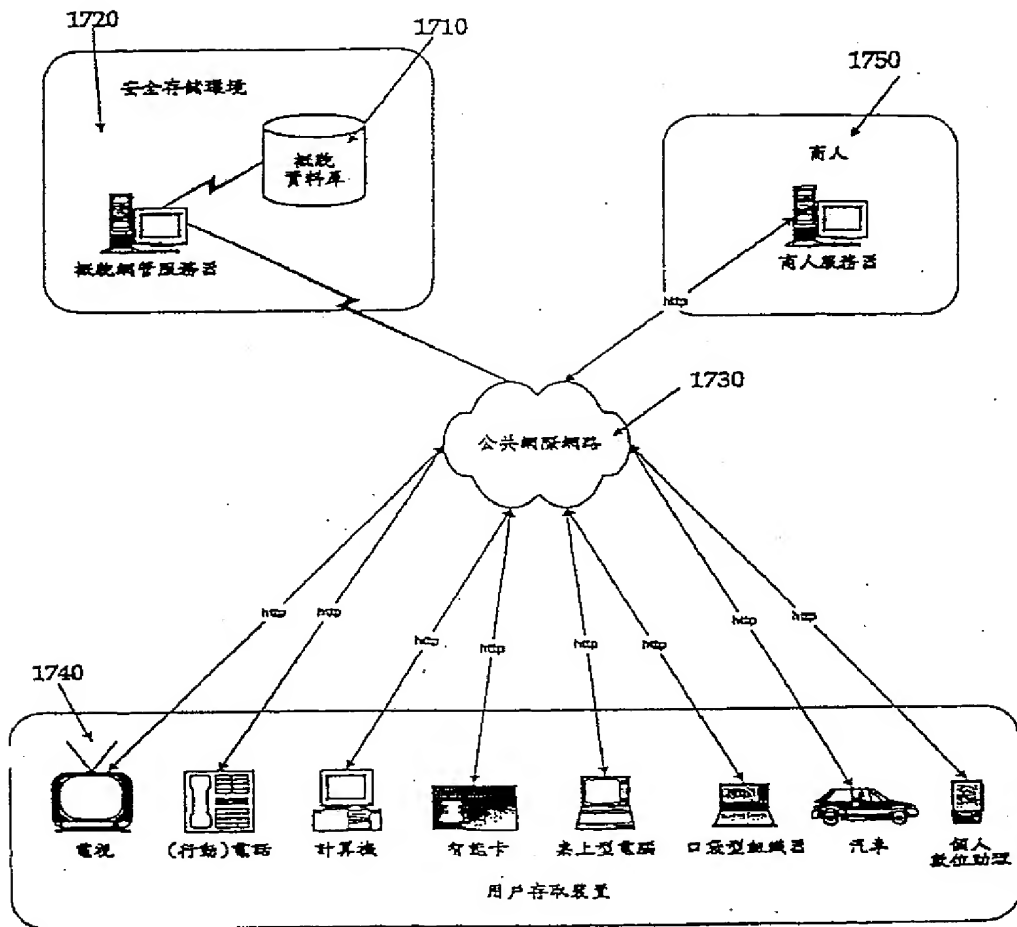 1720
1710
1750
安全存儲環境
概貌
資料庫
概貌網管服務器
商人
商人服務器
http
1730
公共網際網路
http
http
http
http
http
http
http
http
1740
電視
(行動)電話
計算機
智能卡
桌上型電腦
口袋型組織器
汽車
個人
數位助理
用戶存取裝置